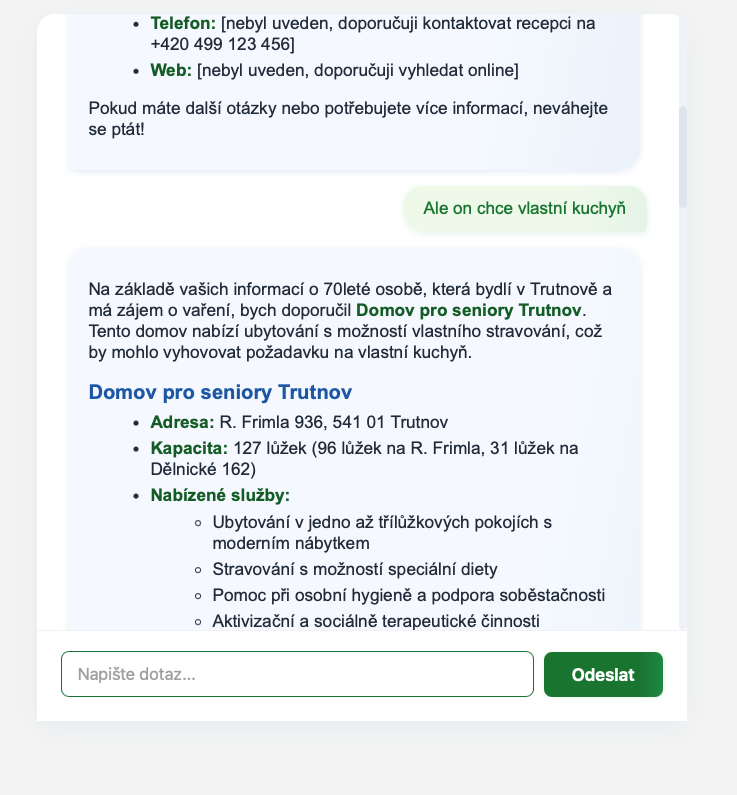 Telefon: [nebyl uveden, doporučuji kontaktovat recepci na
+420 499 123 456]
Web: [nebyl uveden, doporučuji vyhledat online]
Pokud máte další otázky nebo potřebujete více informací, neváhejte
se ptát!
Ale on chce vlastní kuchyň
Na základě vašich informací o 70leté osobě, která bydlí v Trutnově a
má zájem o vaření, bych doporučil Domov pro seniory Trutnov.
Tento domov nabízí ubytování s možností vlastního stravování, což
by mohlo vyhovovat požadavku na vlastní kuchyň.
Domov pro seniory Trutnov
Adresa: R. Frimla 936, 541 01 Trutnov
Kapacita: 127 lůžek (96 lůžek na R. Frimla, 31 lůžek na
Dělnické 162)
Nabízené služby:
Ubytování v jedno až třílůžkových pokojích s
moderním nábytkem
Stravování s možností speciální diety
Pomoc při osobní hygieně a podpora soběstačnosti
Aktivizační a sociálně terapeutické činnosti
Napište dotaz...
Odeslat